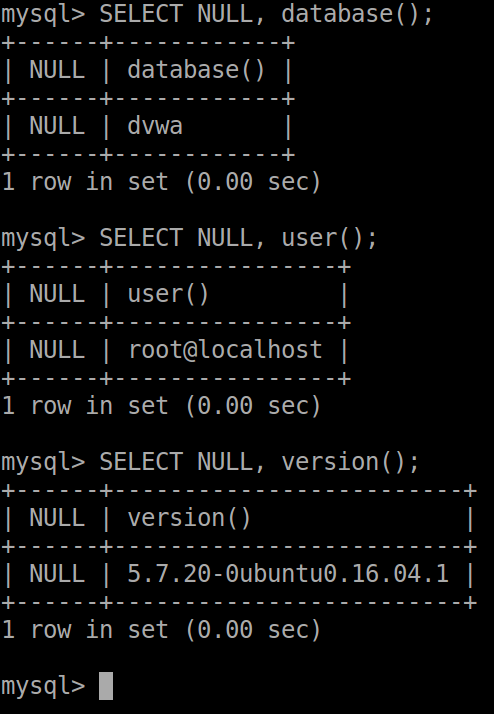 mysql> SELECT NULL, database();
+------+------------+
| NULL | database() |
+------+------------+
| NULL | dvwa       |
+------+------------+
1 row in set (0.00 sec)

mysql> SELECT NULL, user();
+------+----------------+
| NULL | user()         |
+------+----------------+
| NULL | root@localhost |
+------+----------------+
1 row in set (0.00 sec)

mysql> SELECT NULL, version();
+------+-------------------------+
| NULL | version()               |
+------+-------------------------+
| NULL | 5.7.20-0ubuntu0.16.04.1 |
+------+-------------------------+
1 row in set (0.00 sec)

mysql>